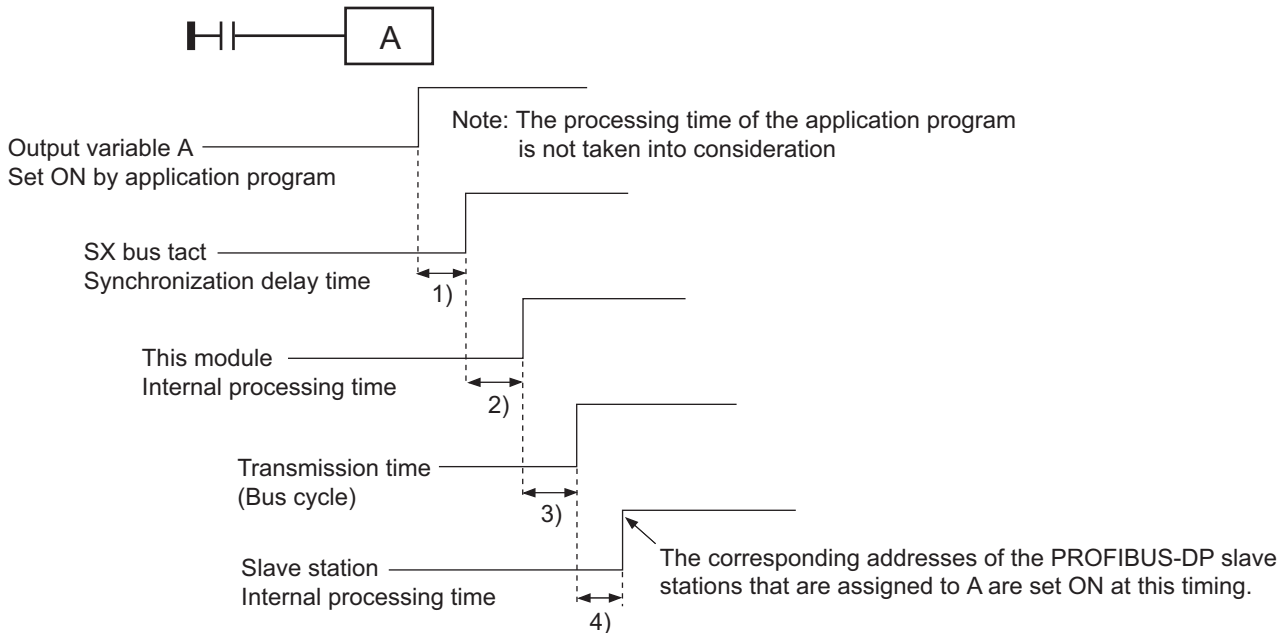 A
Note: The processing time of the application program
is not taken into consideration
Output variable A
Set ON by application program
SX bus tact
Synchronization delay time
1)
This module
Internal processing time
2)
Transmission time
(Bus cycle)
3)
The corresponding addresses of the PROFIBUS-DP slave
stations that are assigned to A are set ON at this timing.
Slave station
Internal processing time
4)